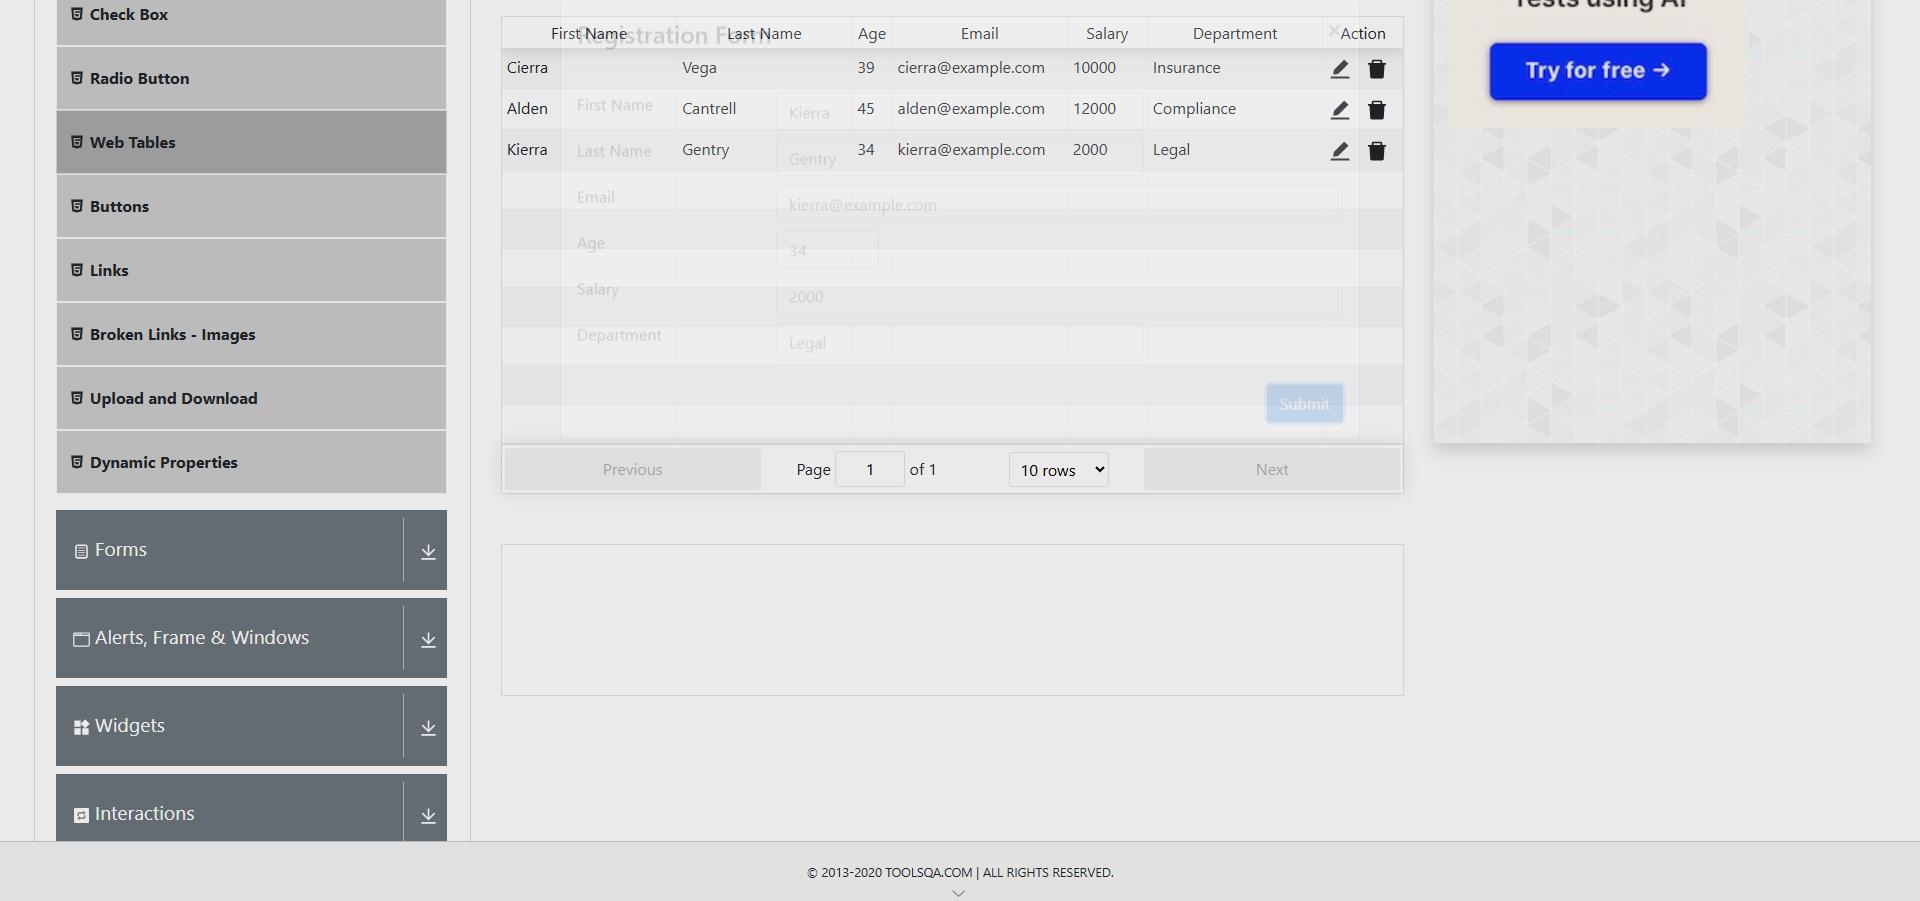 Check Box
Radio Button
Web Tables
Buttons
Links
Broken Links - Images
Upload and Download
Dynamic Properties
Forms
Alerts, Frame & Windows
Widgets
Interactions
Registration Form
×
First Name Last Name Age Email Salary Department Action
Cierra Vega 39 cierra@example.com 10000 Insurance
Alden Cantrell 45 alden@example.com 12000 Compliance
Kierra Gentry 34 kierra@example.com 2000 Legal
First Name Kierra
Last Name Gentry
Email kierra@example.com
Age 34
Salary 2000
Department Legal
Submit
Previous Page 1 of 1 10 rows Next
Tests using AI
Try for free →
© 2013-2020 TOOLSQA.COM | ALL RIGHTS RESERVED.